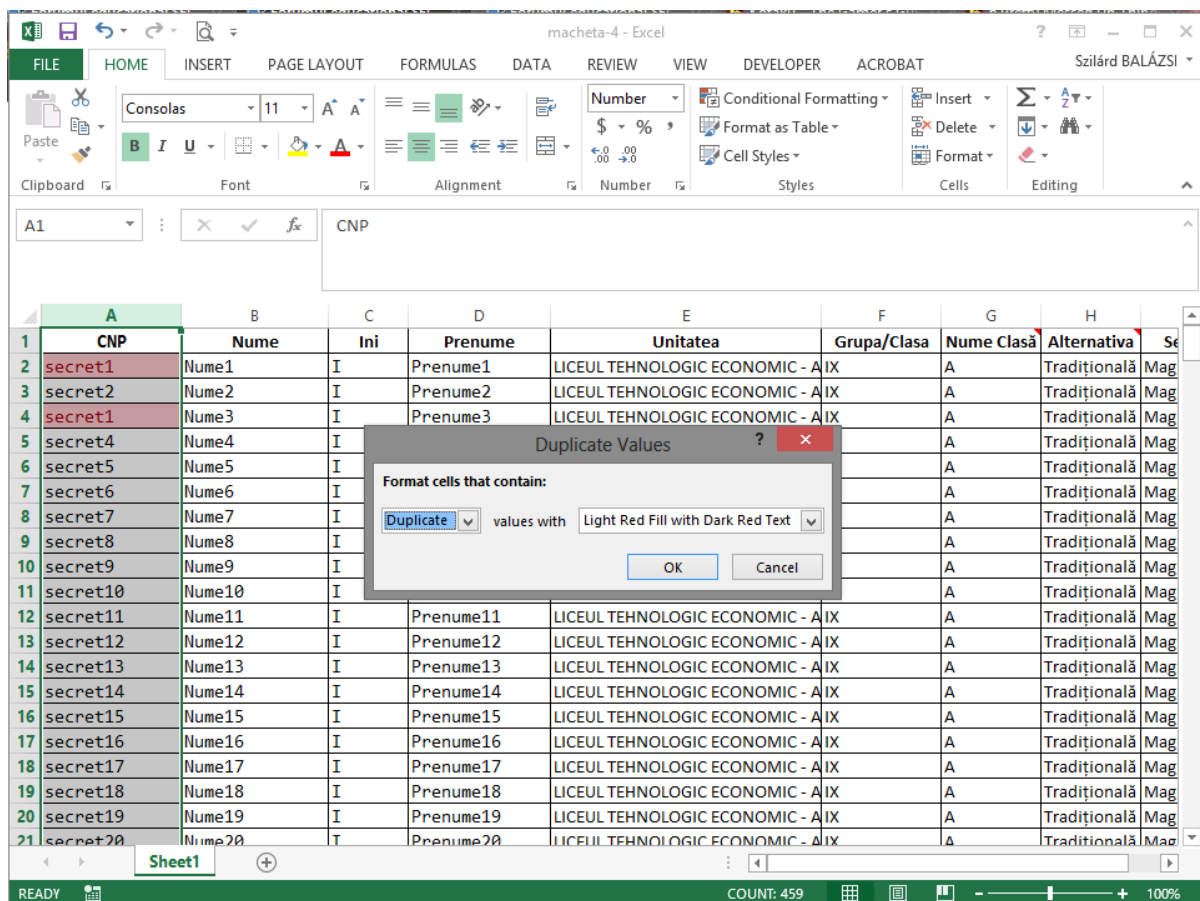 macheta-4 - Excel
FILE HOME INSERT PAGE LAYOUT FORMULAS DATA REVIEW VIEW DEVELOPER ACROBAT Szilárd BALÁZSI
Paste Consolas 11 Number Conditional Formatting Insert
B I U A $ % Format as Table Delete
Cell Styles Format
Clipboard Font Alignment Number Styles Cells Editing
A1 fx CNP
A B C D E F G H
1 CNP Nume Ini Prenume Unitatea Grupa/Clasa Nume Clasă Alternativa Se
2 secret1 Nume1 I Prenume1 LICEUL TEHNOLOGIC ECONOMIC - A IX A Tradițională Mag
3 secret2 Nume2 I Prenume2 LICEUL TEHNOLOGIC ECONOMIC - A IX A Tradițională Mag
4 secret1 Nume3 I Prenume3 LICEUL TEHNOLOGIC ECONOMIC - A IX A Tradițională Mag
5 secret4 Nume4 I A Tradițională Mag
6 secret5 Nume5 I A Tradițională Mag
7 secret6 Nume6 I A Tradițională Mag
8 secret7 Nume7 I A Tradițională Mag
9 secret8 Nume8 I A Tradițională Mag
10 secret9 Nume9 I A Tradițională Mag
11 secret10 Nume10 I A Tradițională Mag
Duplicate Values ?
Format cells that contain:
Duplicate values with Light Red Fill with Dark Red Text
OK Cancel
12 secret11 Nume11 I Prenume11 LICEUL TEHNOLOGIC ECONOMIC - A IX A Tradițională Mag
13 secret12 Nume12 I Prenume12 LICEUL TEHNOLOGIC ECONOMIC - A IX A Tradițională Mag
14 secret13 Nume13 I Prenume13 LICEUL TEHNOLOGIC ECONOMIC - A IX A Tradițională Mag
15 secret14 Nume14 I Prenume14 LICEUL TEHNOLOGIC ECONOMIC - A IX A Tradițională Mag
16 secret15 Nume15 I Prenume15 LICEUL TEHNOLOGIC ECONOMIC - A IX A Tradițională Mag
17 secret16 Nume16 I Prenume16 LICEUL TEHNOLOGIC ECONOMIC - A IX A Tradițională Mag
18 secret17 Nume17 I Prenume17 LICEUL TEHNOLOGIC ECONOMIC - A IX A Tradițională Mag
19 secret18 Nume18 I Prenume18 LICEUL TEHNOLOGIC ECONOMIC - A IX A Tradițională Mag
20 secret19 Nume19 I Prenume19 LICEUL TEHNOLOGIC ECONOMIC - A IX A Tradițională Mag
21 secret20 Nume20 I Prenume20 LICEUL TEHNOLOGIC ECONOMIC - A IX A Tradițională Mag
Sheet1
READY COUNT: 459 100%